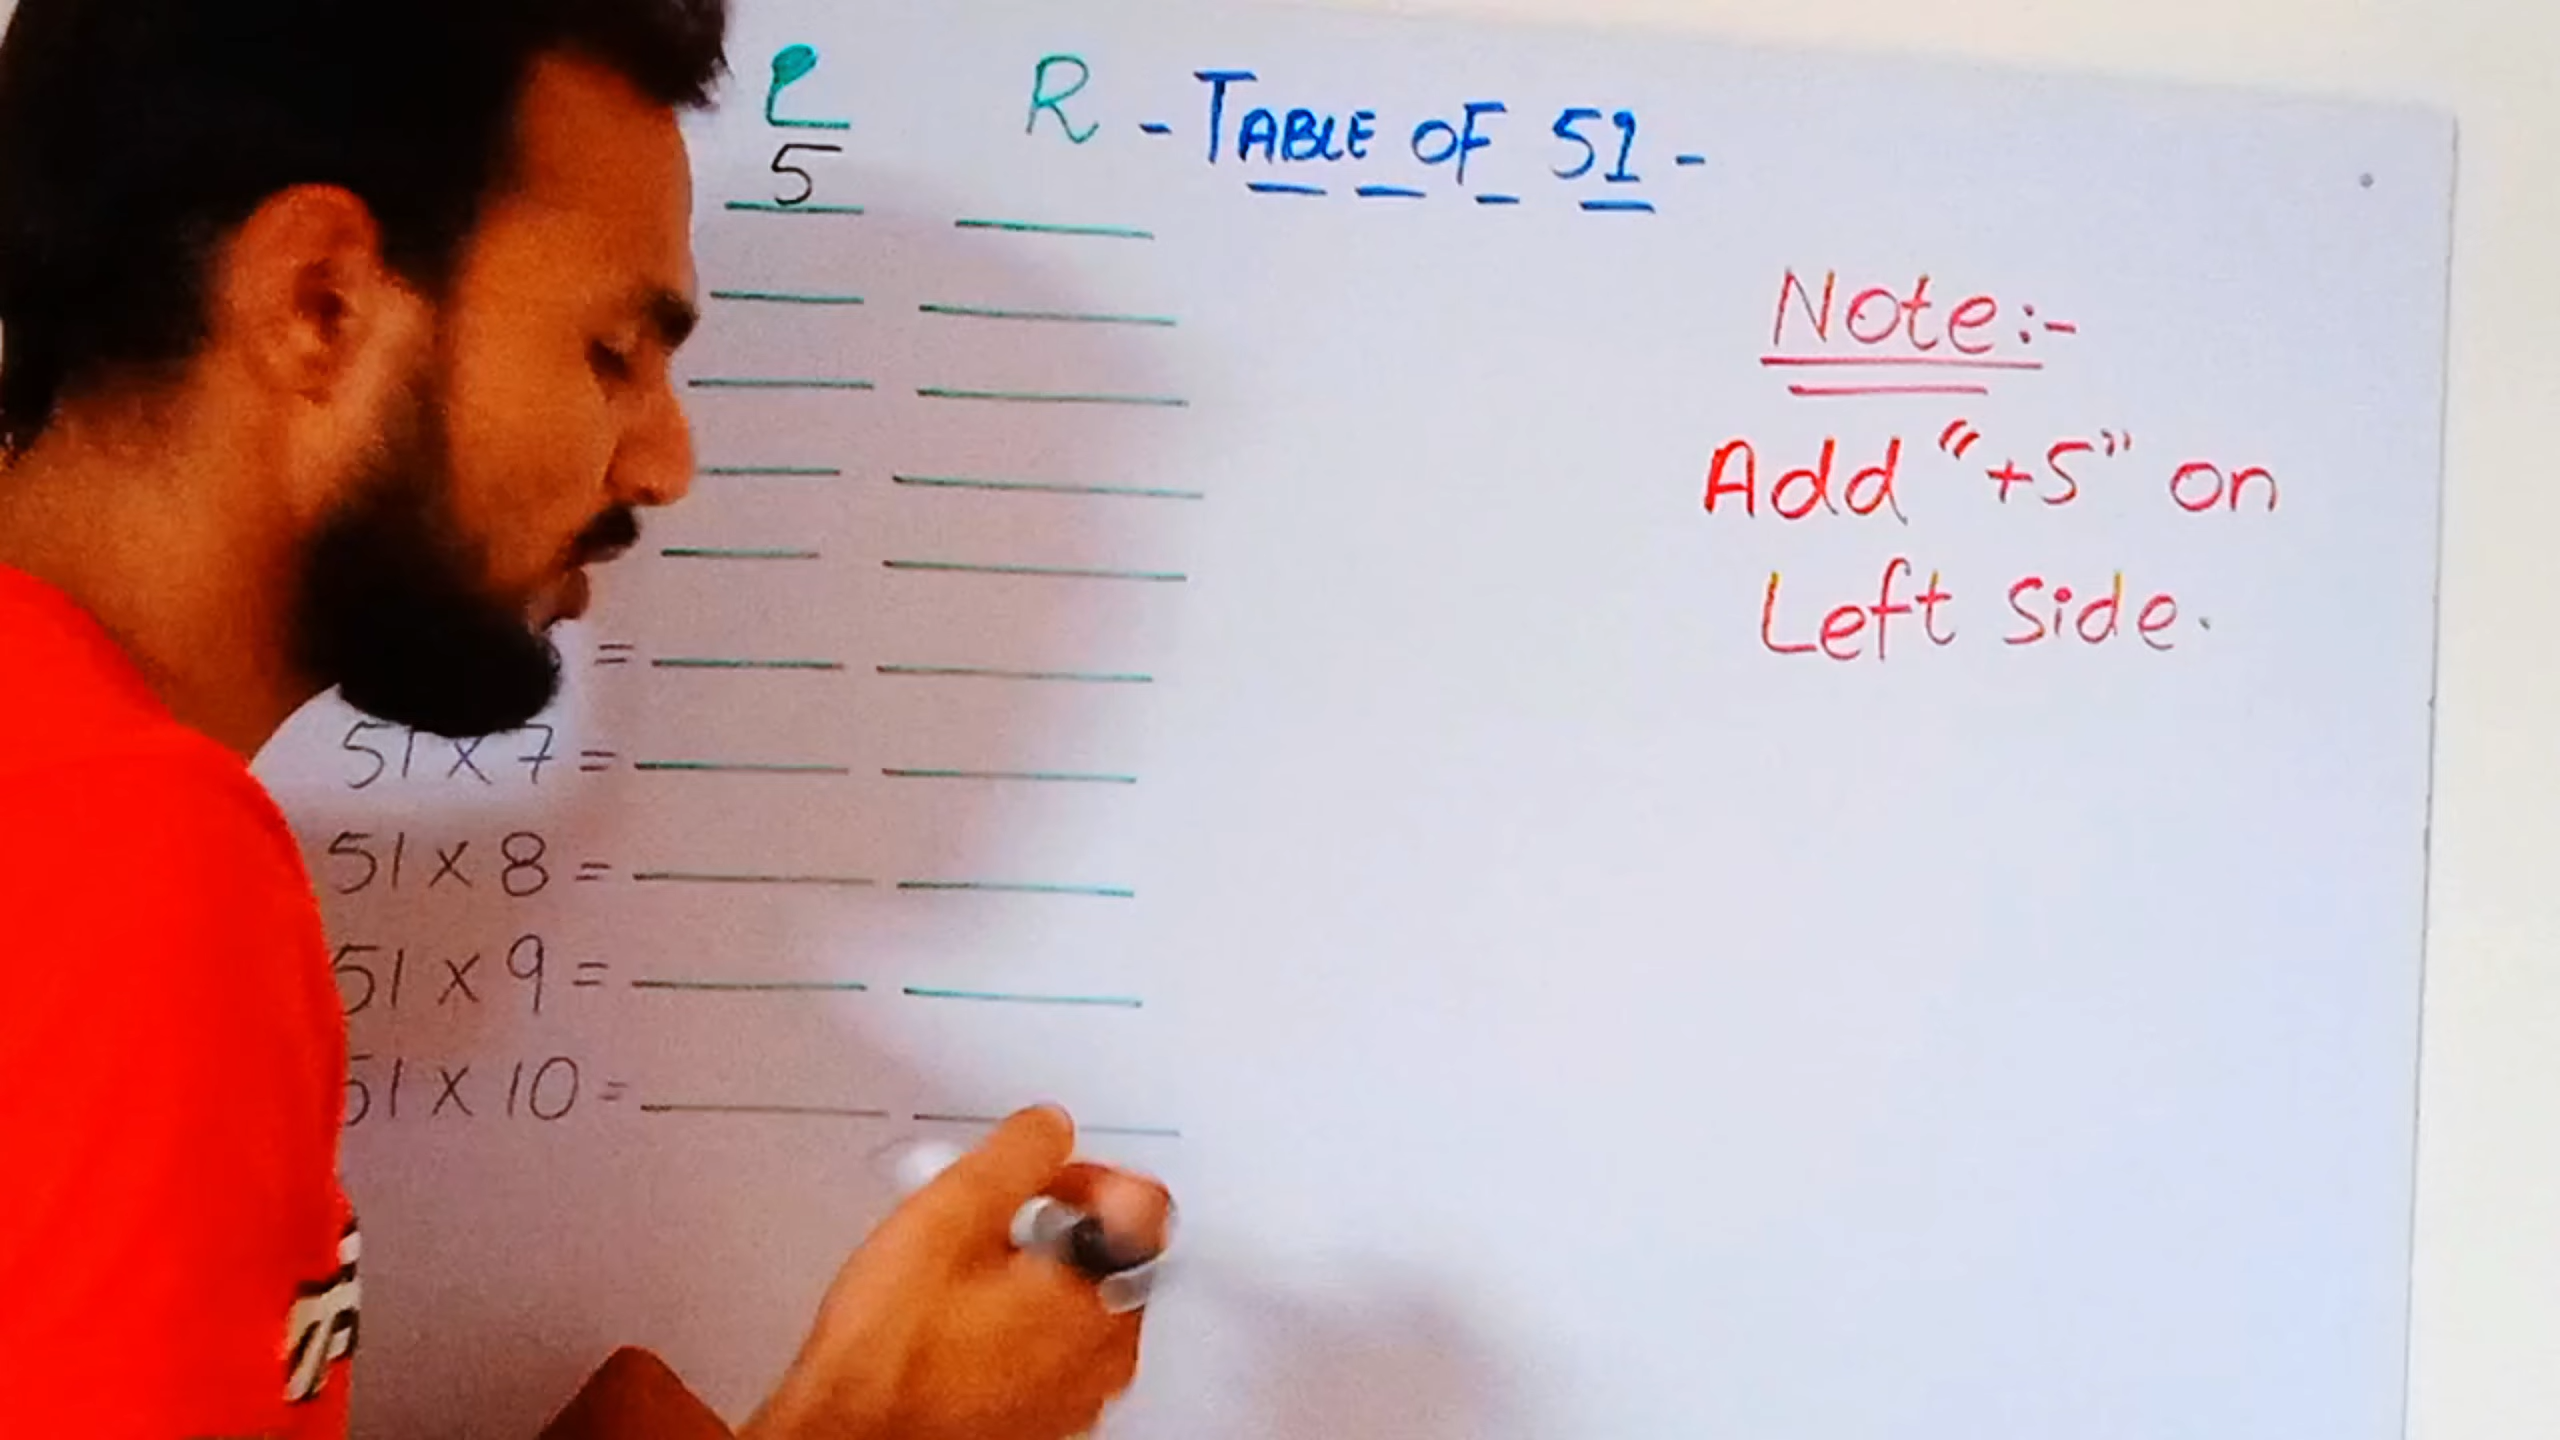 L R - TABLE OF 51 -
5
Note:-
Add "+5" on
Left Side.
=
51 x 7 =
51 x 8 =
51 x 9 =
51 x 10 =